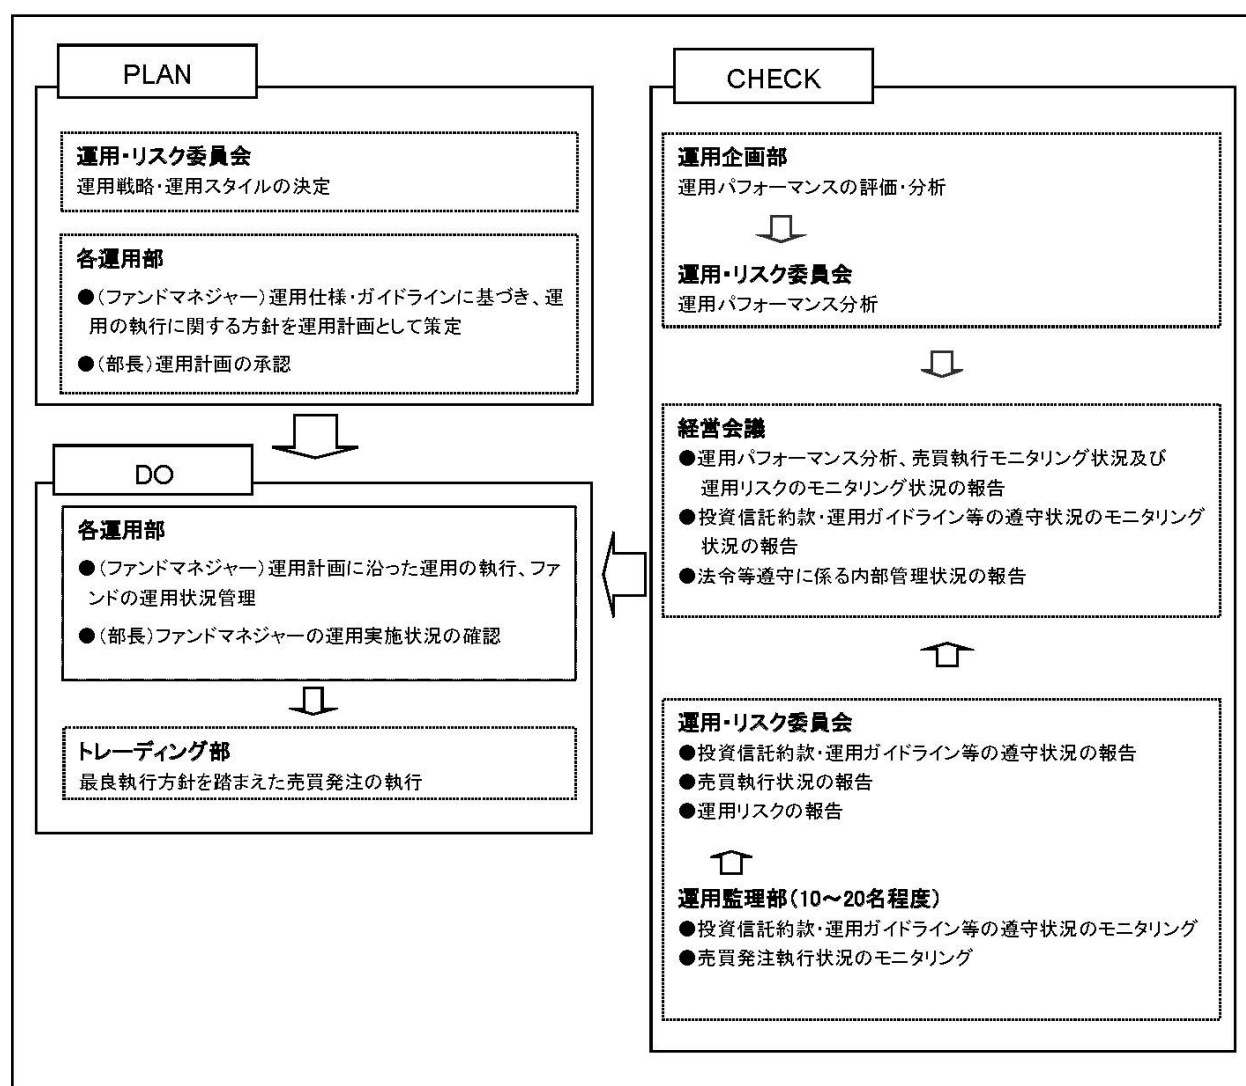 PLAN
運用・リスク委員会
運用戦略・運用スタイルの決定
各運用部
●(ファンドマネジャー)運用仕様・ガイドラインに基づき、運
用の執行に関する方針を運用計画として策定
●(部長)運用計画の承認
DO
各運用部
●(ファンドマネジャー)運用計画に沿った運用の執行、ファ
ンドの運用状況管理
●(部長)ファンドマネジャーの運用実施状況の確認
トレーディング部
最良執行方針を踏まえた売買発注の執行
CHECK
運用企画部
運用パフォーマンスの評価・分析
運用・リスク委員会
運用パフォーマンス分析
経営会議
●運用パフォーマンス分析、売買執行モニタリング状況及び
運用リスクのモニタリング状況の報告
●投資信託約款・運用ガイドライン等の遵守状況のモニタリング
状況の報告
●法令等遵守に係る内部管理状況の報告
運用・リスク委員会
●投資信託約款・運用ガイドライン等の遵守状況の報告
●売買執行状況の報告
●運用リスクの報告
運用監理部(10～20名程度)
●投資信託約款・運用ガイドライン等の遵守状況のモニタリング
●売買発注執行状況のモニタリング